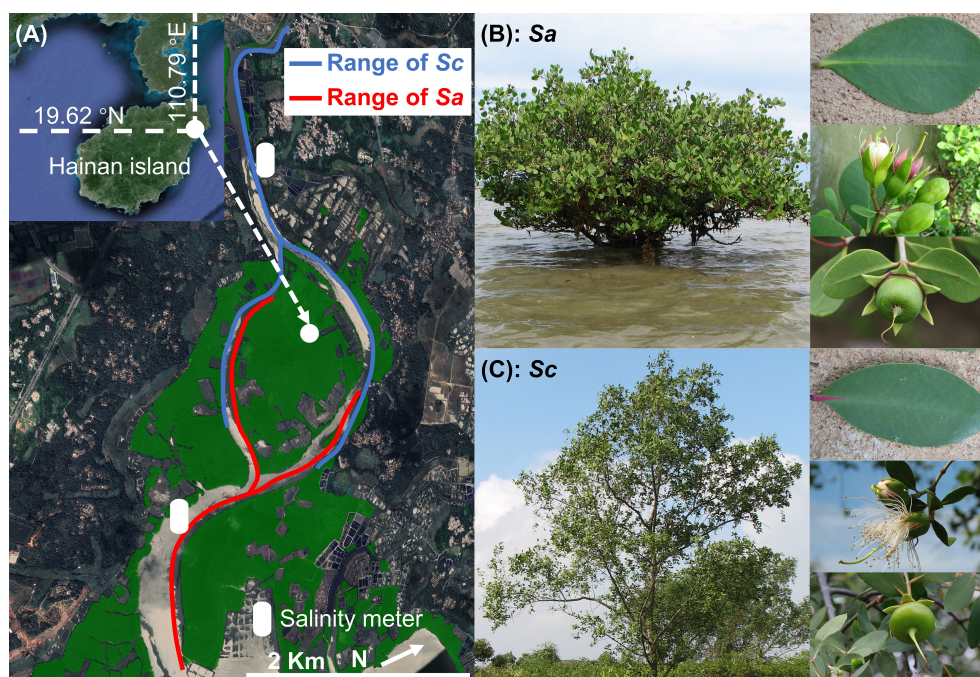 (A)
110.79 °E
19.62 °N
Hainan island
Range of Sc
Range of Sa
Salinity meter
2 Km N
(B): Sa
(C): Sc